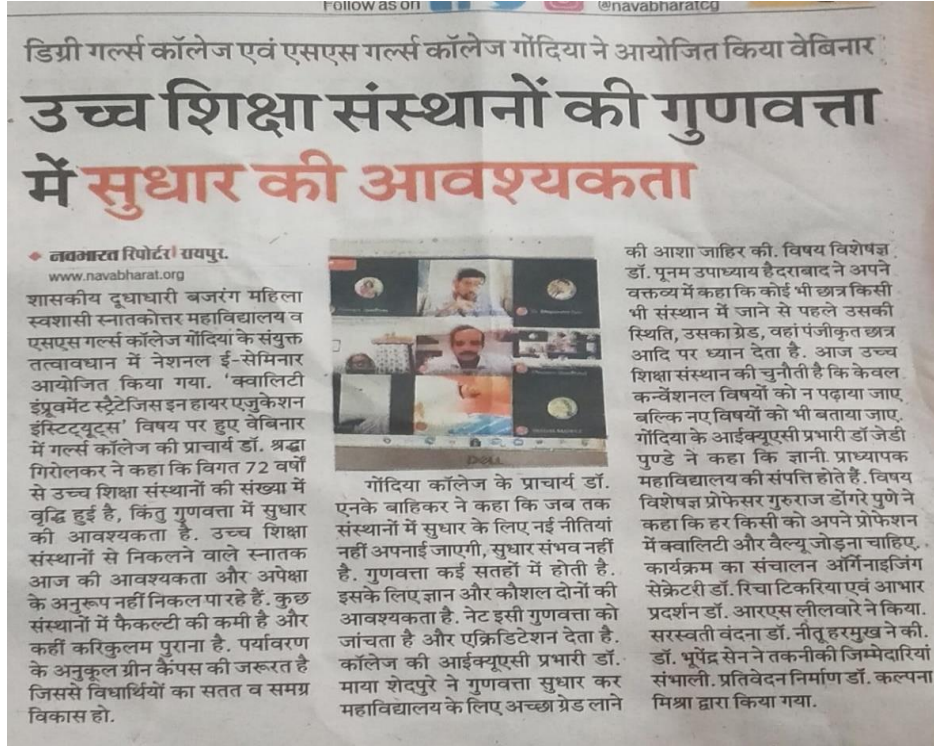 Follow as on
@navabharatcg
डिग्री गर्ल्स कॉलेज एवं एसएस गर्ल्स कॉलेज गोंदिया ने आयोजित किया वेबिनार
उच्च शिक्षा संस्थानों की गुणवत्ता
में सुधार की आवश्यकता
नवभारत रिपोर्टर। रायपुर.
www.navabharat.org
शासकीय दूधाधारी बजरंग महिला
स्वशासी स्नातकोत्तर महाविद्यालय व
एसएस गर्ल्स कॉलेज गोंदिया के संयुक्त
तत्वावधान में नेशनल ई-सेमिनार
आयोजित किया गया. ‘क्वालिटी
इंप्रूवमेंट स्ट्रैटेजिस इन हायर एजुकेशन
इंस्टिट्यूट्स’ विषय पर हुए वेबिनार
में गर्ल्स कॉलेज की प्राचार्य डॉ. श्रद्धा
गिरोलकर ने कहा कि विगत 72 वर्षों
से उच्च शिक्षा संस्थानों की संख्या में
वृद्धि हुई है, किंतु गुणवत्ता में सुधार
की आवश्यकता है. उच्च शिक्षा
संस्थानों से निकलने वाले स्नातक
आज की आवश्यकता और अपेक्षा
के अनुरूप नहीं निकल पा रहे हैं. कुछ
संस्थानों में फैकल्टी की कमी है और
कहीं करिकुलम पुराना है. पर्यावरण
के अनुकूल ग्रीन कैंपस की जरूरत है
जिससे विधार्थियों का सतत व समग्र
विकास हो.
DELL
गोंदिया कॉलेज के प्राचार्य डॉ.
एनके बाहिकर ने कहा कि जब तक
संस्थानों में सुधार के लिए नई नीतियां
नहीं अपनाई जाएगी, सुधार संभव नहीं
है. गुणवत्ता कई सतहों में होती है.
इसके लिए ज्ञान और कौशल दोनों की
आवश्यकता है. नेट इसी गुणवत्ता को
जांचता है और एक्रिडिटेशन देता है.
कॉलेज की आईक्यूएसी प्रभारी डॉ.
माया शेदपुरे ने गुणवत्ता सुधार कर
महाविद्यालय के लिए अच्छा ग्रेड लाने
की आशा जाहिर की. विषय विशेषज्ञ
डॉ. पूनम उपाध्याय हैदराबाद ने अपने
वक्तव्य में कहा कि कोई भी छात्र किसी
भी संस्थान में जाने से पहले उसकी
स्थिति, उसका ग्रेड, वहां पंजीकृत छात्र
आदि पर ध्यान देता है. आज उच्च
शिक्षा संस्थान की चुनौती है कि केवल
कन्वेंशनल विषयों को न पढ़ाया जाए
बल्कि नए विषयों को भी बताया जाए.
गोंदिया के आईक्यूएसी प्रभारी डॉ जेडी
पुण्डे ने कहा कि ज्ञानी प्राध्यापक
महाविद्यालय की संपत्ति होते हैं. विषय
विशेषज्ञ प्रोफेसर गुरुराज डोंगरे पुणे ने
कहा कि हर किसी को अपने प्रोफेशन
में क्वालिटी और वैल्यू जोड़ना चाहिए.
कार्यक्रम का संचालन ऑर्गेनाइजिंग
सेक्रेटरी डॉ. रिचा टिकरिया एवं आभार
प्रदर्शन डॉ. आरएस लीलवारे ने किया.
सरस्वती वंदना डॉ. नीतू हरमुख ने की.
डॉ. भूपेंद्र सेन ने तकनीकी जिम्मेदारियां
संभाली. प्रतिवेदन निर्माण डॉ. कल्पना
मिश्रा द्वारा किया गया.